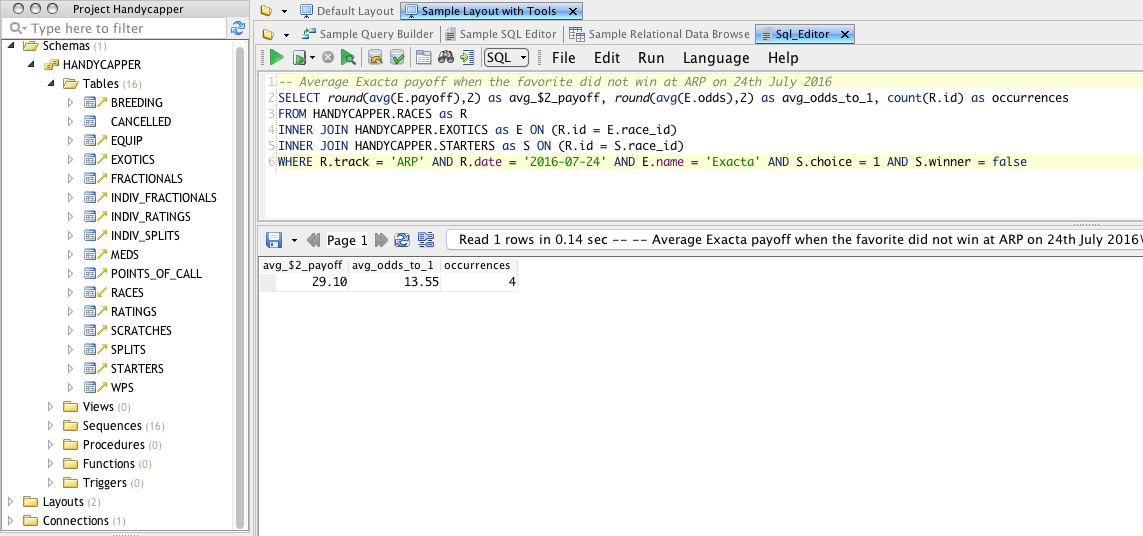 Project Handycapper
Type here to filter
Schemas (1)
HANDYCAPPER
Tables (16)
BREEDING
CANCELLED
EQUIP
EXOTICS
FRACTIONALS
INDIV_FRACTIONALS
INDIV_RATINGS
INDIV_SPLITS
MEDS
POINTS_OF_CALL
RACES
RATINGS
SCRATCHES
SPLITS
STARTERS
WPS
Views (0)
Sequences (16)
Procedures (0)
Functions (0)
Triggers (0)
Layouts (2)
Connections (1)
Default Layout Sample Layout with Tools
Sample Query Builder Sample SQL Editor Sample Relational Data Browse Sql_Editor
SQL File Edit Run Language Help
1 -- Average Exacta payoff when the favorite did not win at ARP on 24th July 2016
2 SELECT round(avg(E.payoff),2) as avg_$2_payoff, round(avg(E.odds),2) as avg_odds_to_1, count(R.id) as occurrences
3 FROM HANDYCAPPER.RACES as R
4 INNER JOIN HANDYCAPPER.EXOTICS as E ON (R.id = E.race_id)
5 INNER JOIN HANDYCAPPER.STARTERS as S ON (R.id = S.race_id)
6 WHERE R.track = 'ARP' AND R.date = '2016-07-24' AND E.name = 'Exacta' AND S.choice = 1 AND S.winner = false
Page 1 Read 1 rows in 0.14 sec -- -- Average Exacta payoff when the favorite did not win at ARP on 24th July 2016\
avg_$2_payoff avg_odds_to_1 occurrences
29.10 13.55 4